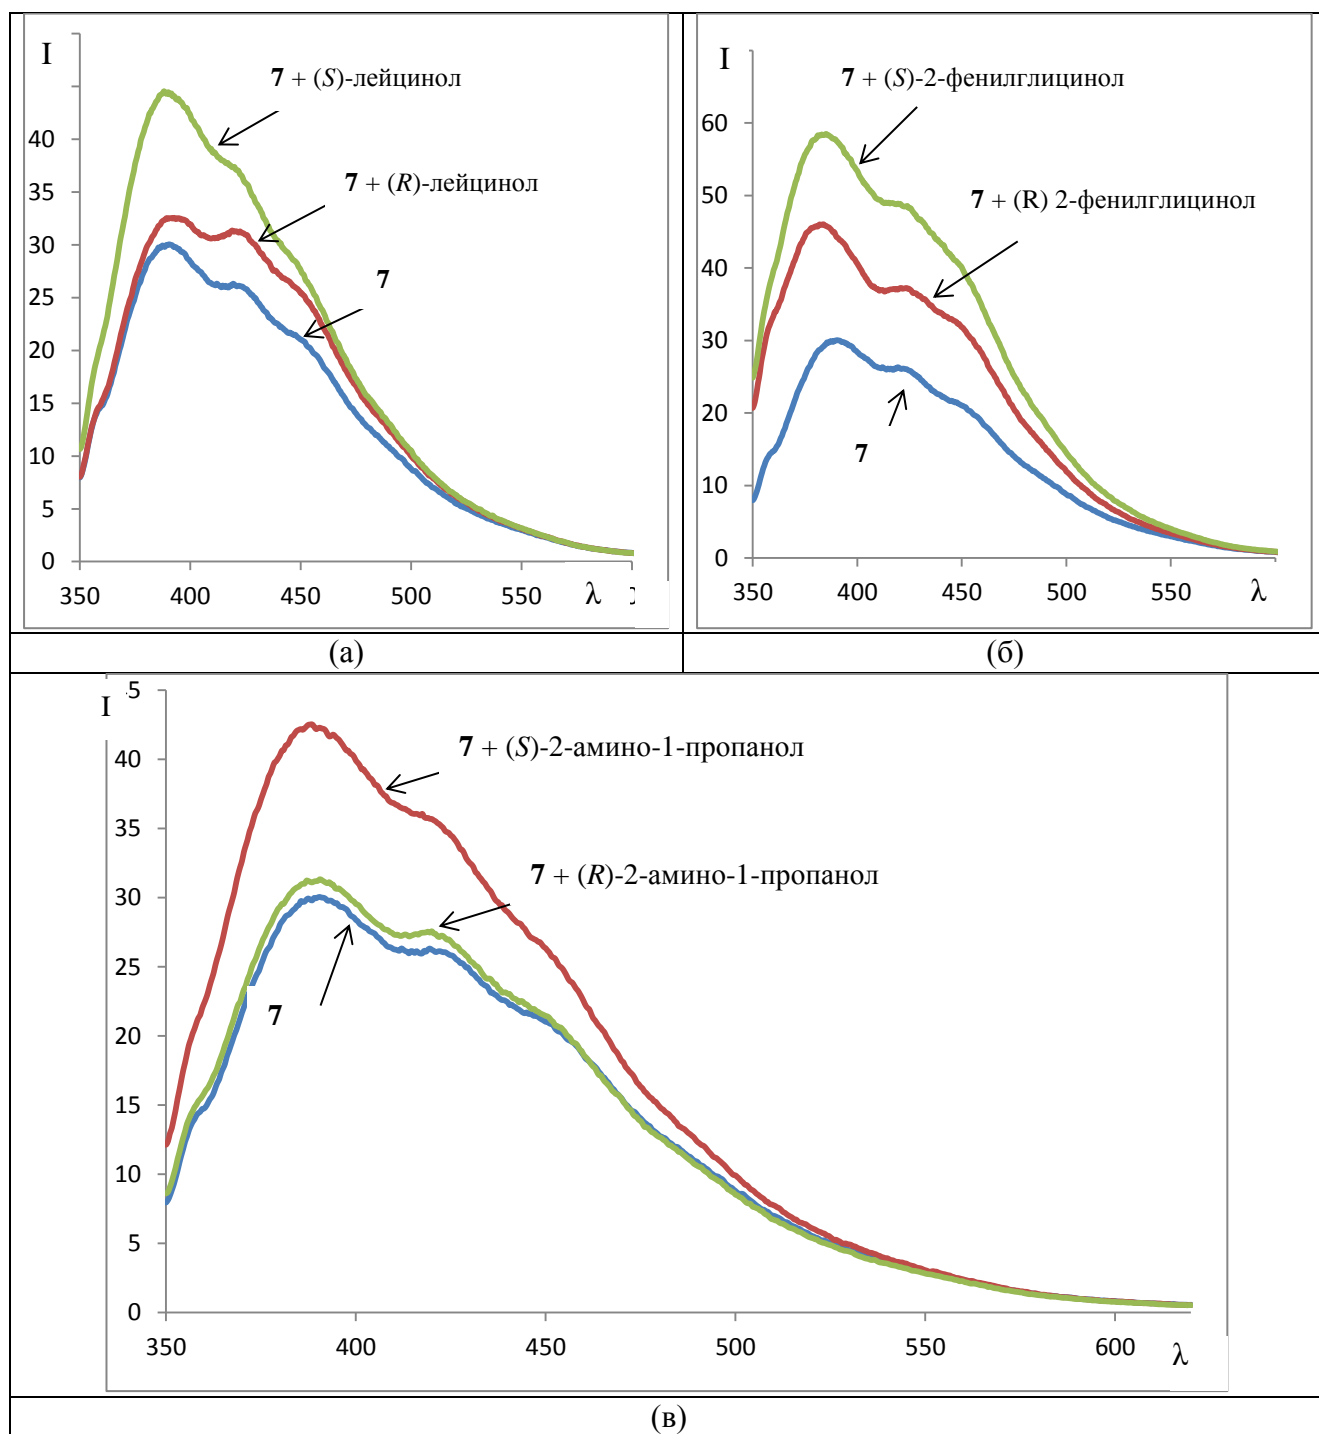 I
7 + (S)-лейцинол
7 + (R)-лейцинол
7
40
35
30
25
20
15
10
5
0
350 400 450 500 550 λ
(а)
I
7 + (S)-2-фенилглицинол
7 + (R) 2-фенилглицинол
7
60
50
40
30
20
10
0
350 400 450 500 550 λ
(б)
I
5
7 + (S)-2-амино-1-пропанол
7 + (R)-2-амино-1-пропанол
7
40
35
30
25
20
15
10
5
0
350 400 450 500 550 600 λ
(в)